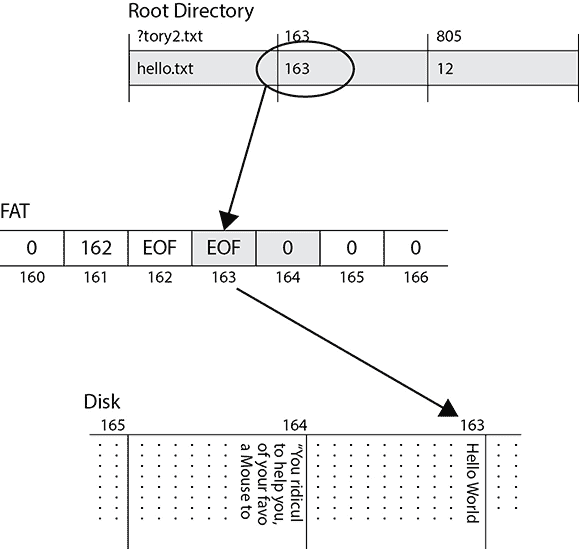 Root Directory
?tory2.txt 163 805
hello.txt 163 12
FAT
0 162 EOF EOF 0 0 0
160 161 162 163 164 165 166
Disk
165 164 163
"You ridicul
to help you,
of your favo
a Mouse to
Hello World